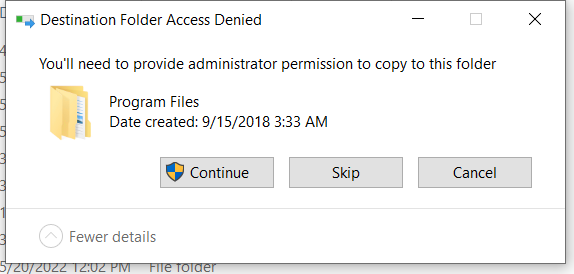 Destination Folder Access Denied
You'll need to provide administrator permission to copy to this folder
Program Files
Date created: 9/15/2018 3:33 AM
Continue
Skip
Cancel
Fewer details
5/20/2022 12:02 PM File folder